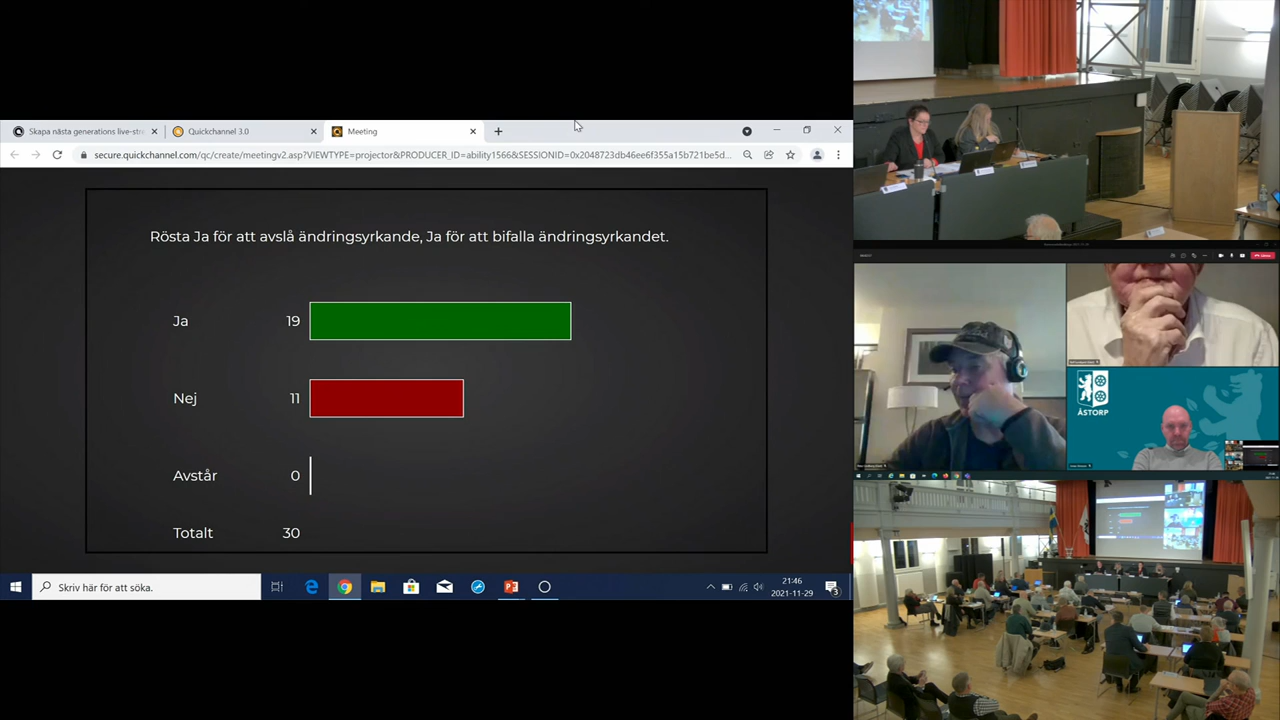 Skapa nästa generations live-stre
Quickchannel 3.0
Meeting
secure.quickchannel.com/qc/create/meetingv2.asp?VIEWTYPE=projector&PRODUCER_ID=ability1566&SESSIONID=0x2048723db46ee6f355a15b721be5d...
Rösta Ja för att avslå ändringsyrkande, Ja för att bifalla ändringsyrkandet.
Ja 19
Nej 11
Avstår 0
Totalt 30
Skriv här för att söka.
21:46
2021-11-29
3
ÅSTORP